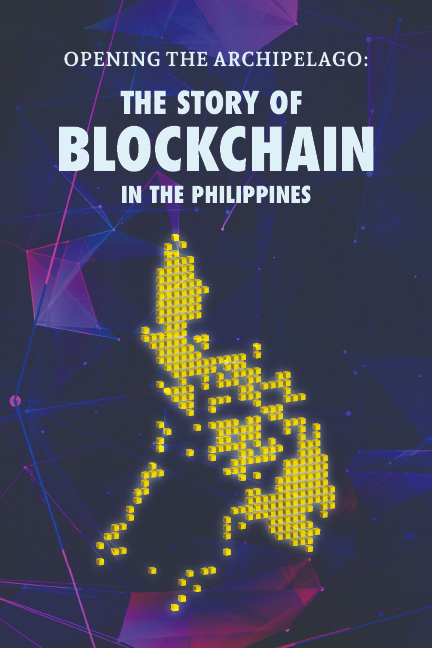 OPENING THE ARCHIPELAGO:
THE STORY OF
BLOCKCHAIN
IN THE PHILIPPINES